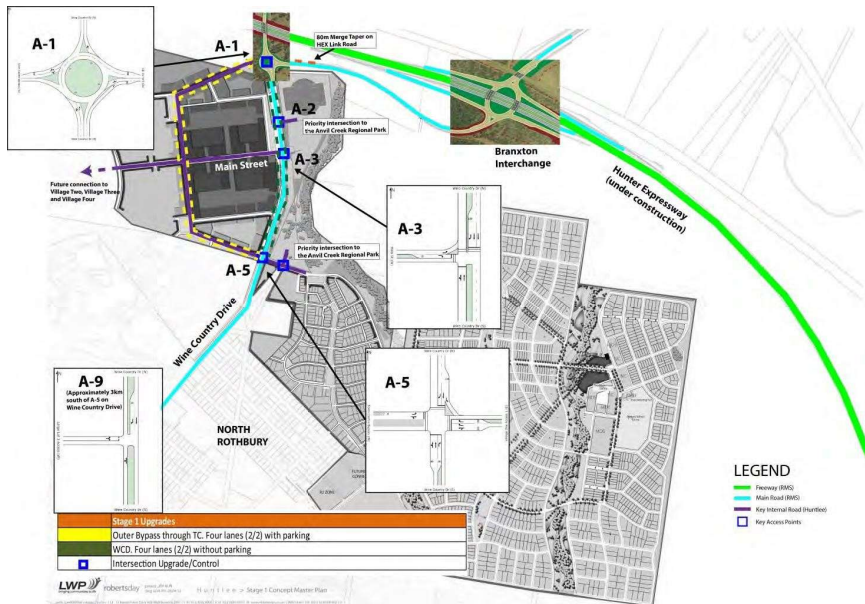 A-1
A-1
80m Merge Taper on
HEX Link Road
A-2
Priority intersection to
the Anvil Creek Regional Park
A-3
Main Street
Branxton
Interchange
Hunter Expressway
(under construction)
Future connection to
Village Two, Village Three
and Village Four
A-3
Priority intersection to
the Anvil Creek Regional Park
A-5
Wine Country Drive
A-9
(Approximately 3km
south of A-5 on
Wine Country Drive)
A-5
NORTH
ROTHBURY
LEGEND
Freeway (RMS)
Main Road (RMS)
Key Internal Road (Huntlee)
Key Access Points
Stage 1 Upgrades
Outer Bypass through TC. Four lanes (2/2) with parking
WCD. Four lanes (2/2) without parking
Intersection Upgrade/Control
LWP
robertsday
Huntlee > Stage 1 Concept Master Plan